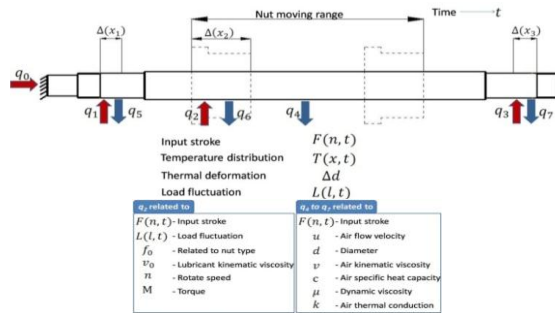 Nut moving range
Time → t
Δ(x₁)
Δ(x₂)
Δ(x₃)
q₀
q₁
q₅
q₂
q₆
q₄
q₃
q₇
Input stroke F(n, t)
Temperature distribution T(x, t)
Thermal deformation Δd
Load fluctuation L(l, t)
related to
F(n, t) - Input stroke
L(l, t) - Load fluctuation
f₀ - Related to nut type
v₀ - Lubricant kinematic viscosity
n - Rotate speed
M - Torque
q₄ to q₇ related to
F(n, t) - Input stroke
u - Air flow velocity
d - Diameter
v - Air kinematic viscosity
c - Air specific heat capacity
μ - Dynamic viscosity
k - Air thermal conduction